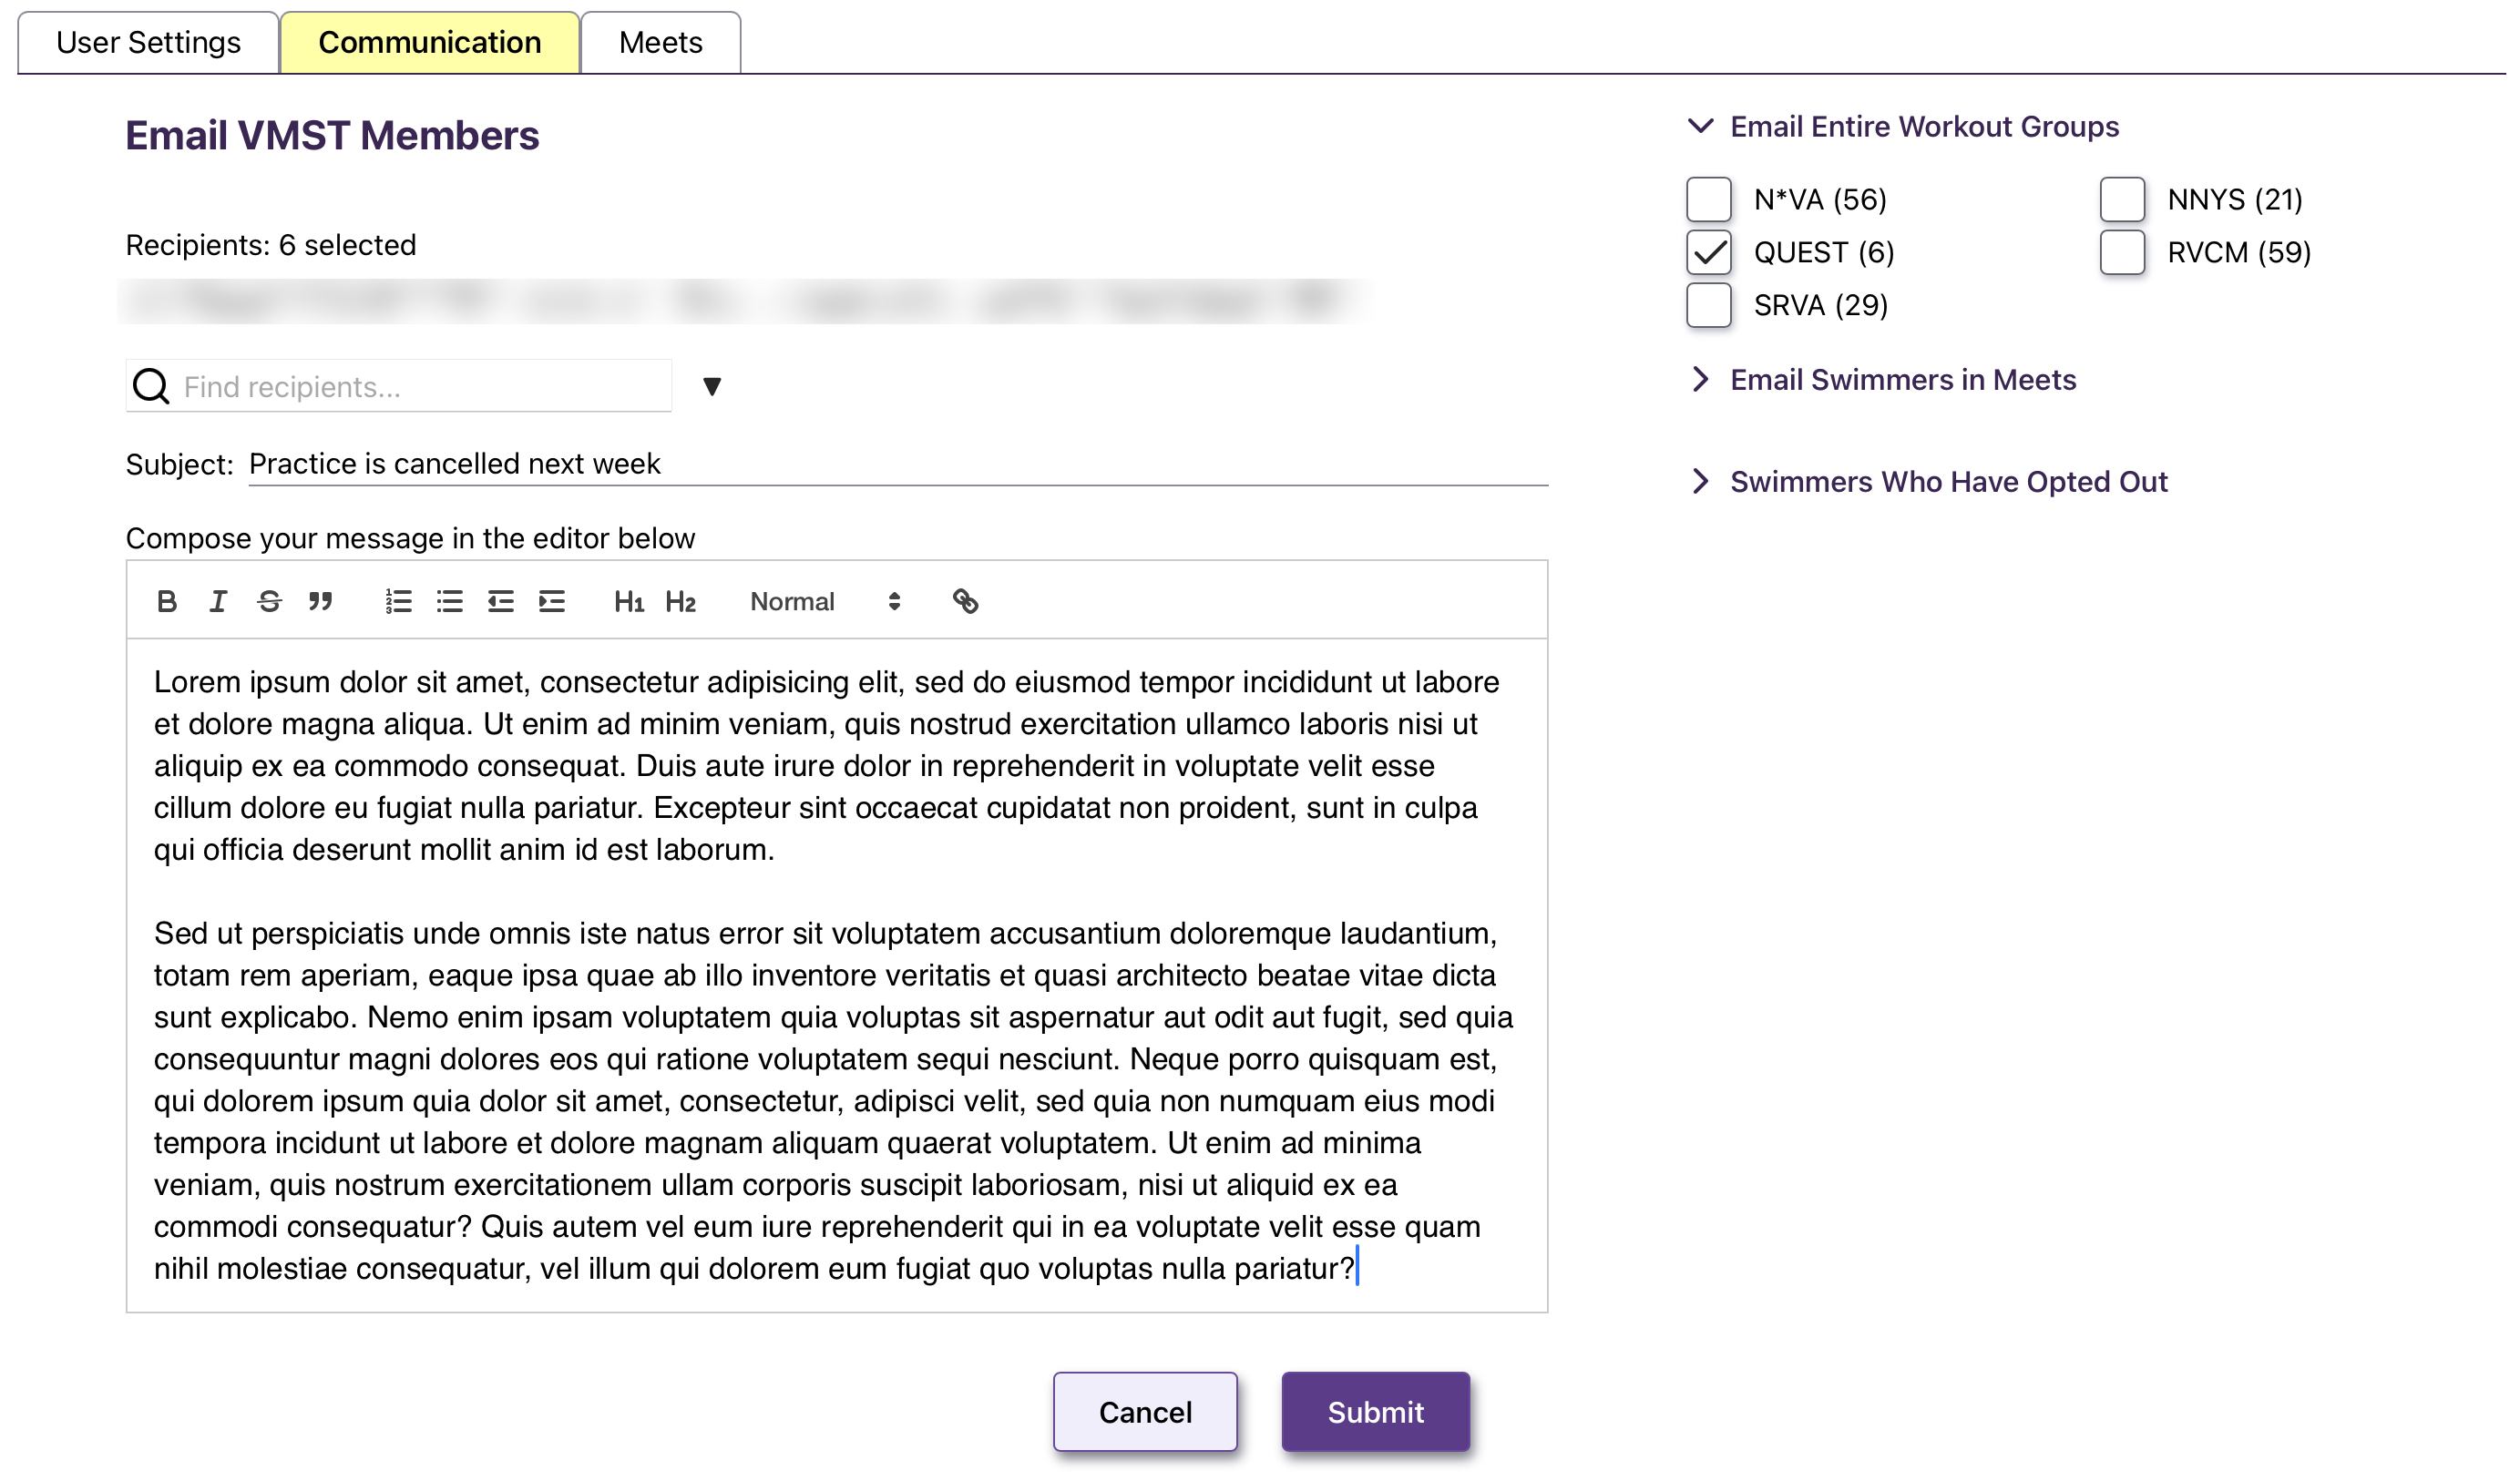 User Settings
Communication
Meets
Email VMST Members
Recipients: 6 selected
Find recipients...
Subject: Practice is cancelled next week
Compose your message in the editor below
B I S ” H1 H2 Normal
Lorem ipsum dolor sit amet, consectetur adipisicing elit, sed do eiusmod tempor incididunt ut labore
et dolore magna aliqua. Ut enim ad minim veniam, quis nostrud exercitation ullamco laboris nisi ut
aliquip ex ea commodo consequat. Duis aute irure dolor in reprehenderit in voluptate velit esse
cillum dolore eu fugiat nulla pariatur. Excepteur sint occaecat cupidatat non proident, sunt in culpa
qui officia deserunt mollit anim id est laborum.
Sed ut perspiciatis unde omnis iste natus error sit voluptatem accusantium doloremque laudantium,
totam rem aperiam, eaque ipsa quae ab illo inventore veritatis et quasi architecto beatae vitae dicta
sunt explicabo. Nemo enim ipsam voluptatem quia voluptas sit aspernatur aut odit aut fugit, sed quia
consequuntur magni dolores eos qui ratione voluptatem sequi nesciunt. Neque porro quisquam est,
qui dolorem ipsum quia dolor sit amet, consectetur, adipisci velit, sed quia non numquam eius modi
tempora incidunt ut labore et dolore magnam aliquam quaerat voluptatem. Ut enim ad minima
veniam, quis nostrum exercitationem ullam corporis suscipit laboriosam, nisi ut aliquid ex ea
commodi consequatur? Quis autem vel eum iure reprehenderit qui in ea voluptate velit esse quam
nihil molestiae consequatur, vel illum qui dolorem eum fugiat quo voluptas nulla pariatur?
Cancel
Submit
Email Entire Workout Groups
N*VA (56)
NNYS (21)
QUEST (6)
RVCM (59)
SRVA (29)
Email Swimmers in Meets
Swimmers Who Have Opted Out